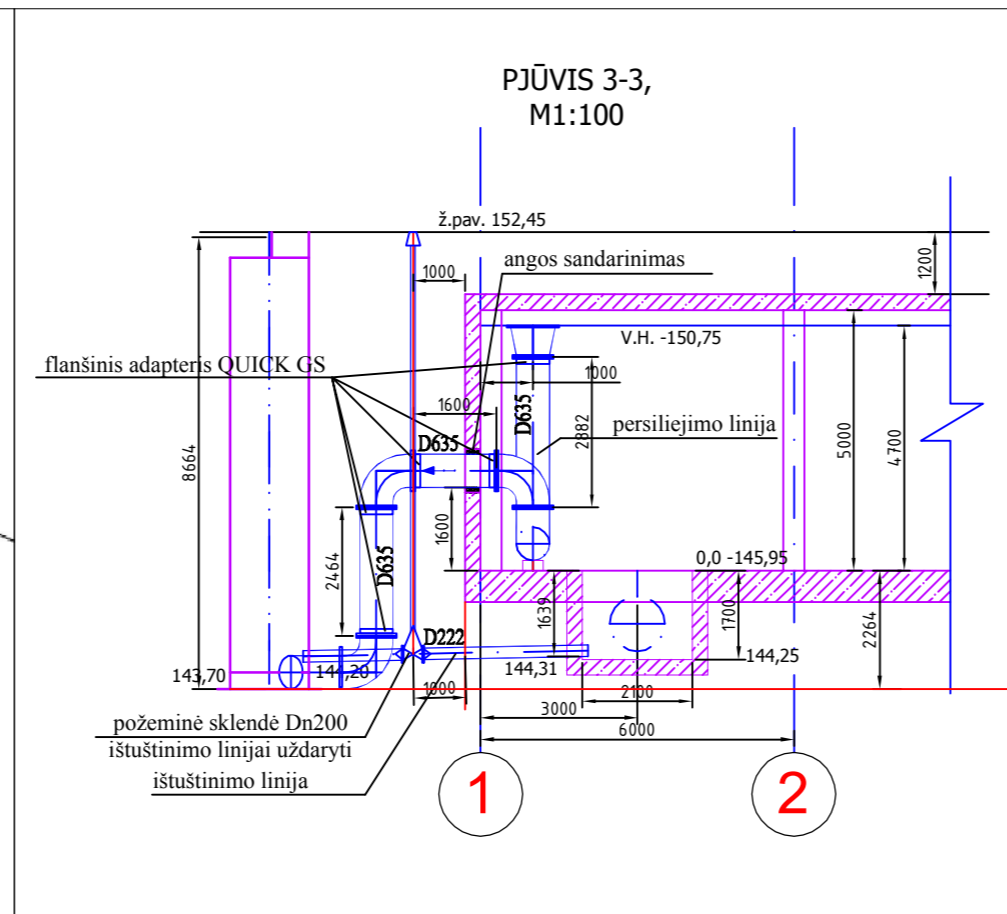 PJŪVIS 3-3,
M1:100
ž.pav. 152,45
angos sandarinimas
1000
1200
V.H. -150,75
flanšinis adapteris QUICK GS
1000
1600
D635
D635
2882
persiliejimo linija
5000
4700
8664
1600
2464
D635
0,0 -145,95
1639
1700
2264
D222
144,31
144,25
143,70
144,20
1000
2100
3000
6000
požeminė sklendė Dn200
ištuštinimo linijai uždaryti
ištuštinimo linija
1
2